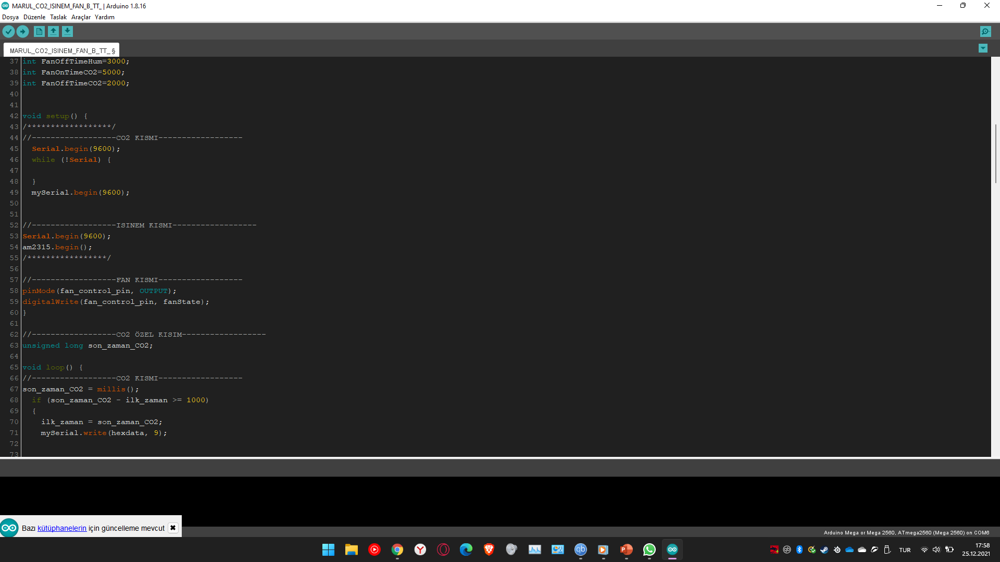 MARUL_CO2_ISINEM_FAN_B_TT_ | Arduino 1.8.16
Dosya Düzenle Taslak Araçlar Yardım
MARUL_CO2_ISINEM_FAN_B_TT_ §
37 int FanOffTimeHum=3000;
38 int FanOnTimeCO2=5000;
39 int FanOffTimeCO2=2000;
40
41
42 void setup() {
43 /******************/
44 //------------------CO2 KISMI------------------
45 Serial.begin(9600);
46 while (!Serial) {
47
48 }
49 mySerial.begin(9600);
50
51
52 //------------------ISINEM KISMI------------------
53 Serial.begin(9600);
54 am2315.begin();
55 /*****************/
56
57 //------------------FAN KISMI------------------
58 pinMode(fan_control_pin, OUTPUT);
59 digitalWrite(fan_control_pin, fanState);
60 }
61
62 //------------------CO2 ÖZEL KISIM------------------
63 unsigned long son_zaman_CO2;
64
65 void loop() {
66 //------------------CO2 KISMI------------------
67 son_zaman_CO2 = millis();
68 if (son_zaman_CO2 - ilk_zaman >= 1000)
69 {
70 ilk_zaman = son_zaman_CO2;
71 mySerial.write(hexdata, 9);
72
73
Bazı kütüphanelerin için güncelleme mevcut
Arduino Mega or Mega 2560, ATmega2560 (Mega 2560) on COM6
TUR
17:58
25.12.2021